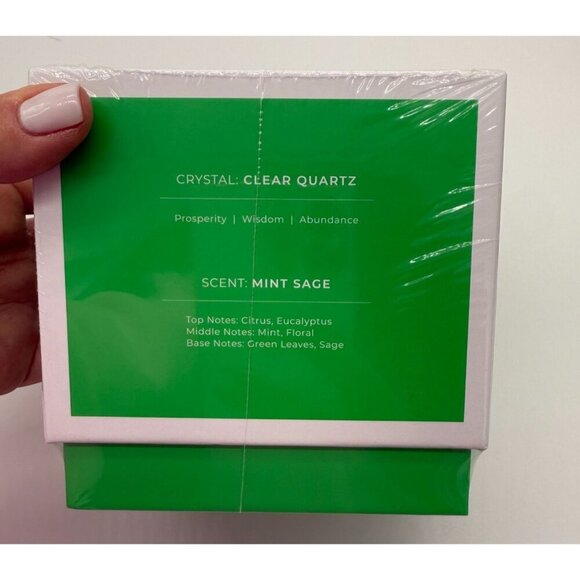 CRYSTAL: CLEAR QUARTZ
Prosperity | Wisdom | Abundance
SCENT: MINT SAGE
Top Notes: Citrus, Eucalyptus
Middle Notes: Mint, Floral
Base Notes: Green Leaves, Sage